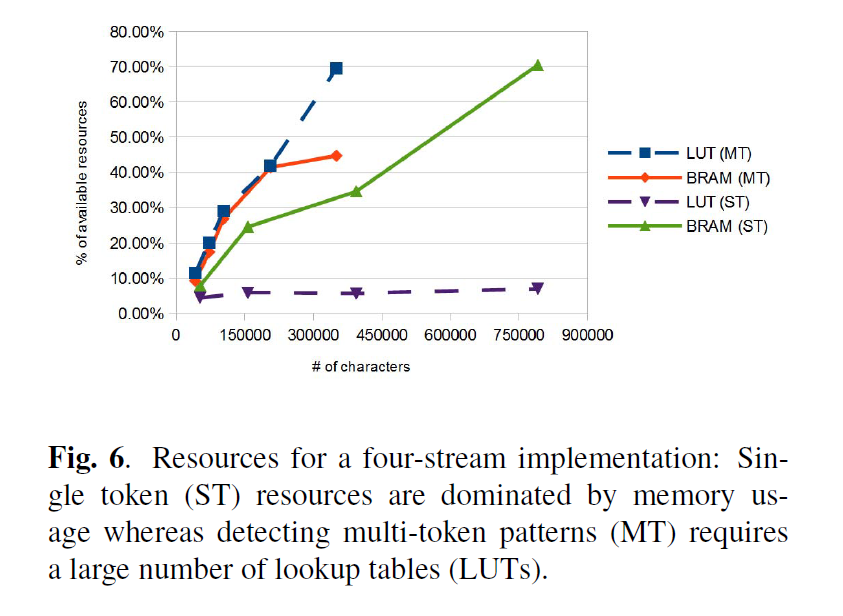 80.00%
70.00%
60.00%
50.00%
40.00%
30.00%
20.00%
10.00%
0.00%
% of available resources
0 150000 300000 450000 600000 750000 900000
# of characters
LUT (MT)
BRAM (MT)
LUT (ST)
BRAM (ST)
Fig. 6. Resources for a four-stream implementation: Sin-
gle token (ST) resources are dominated by memory us-
age whereas detecting multi-token patterns (MT) requires
a large number of lookup tables (LUTs).